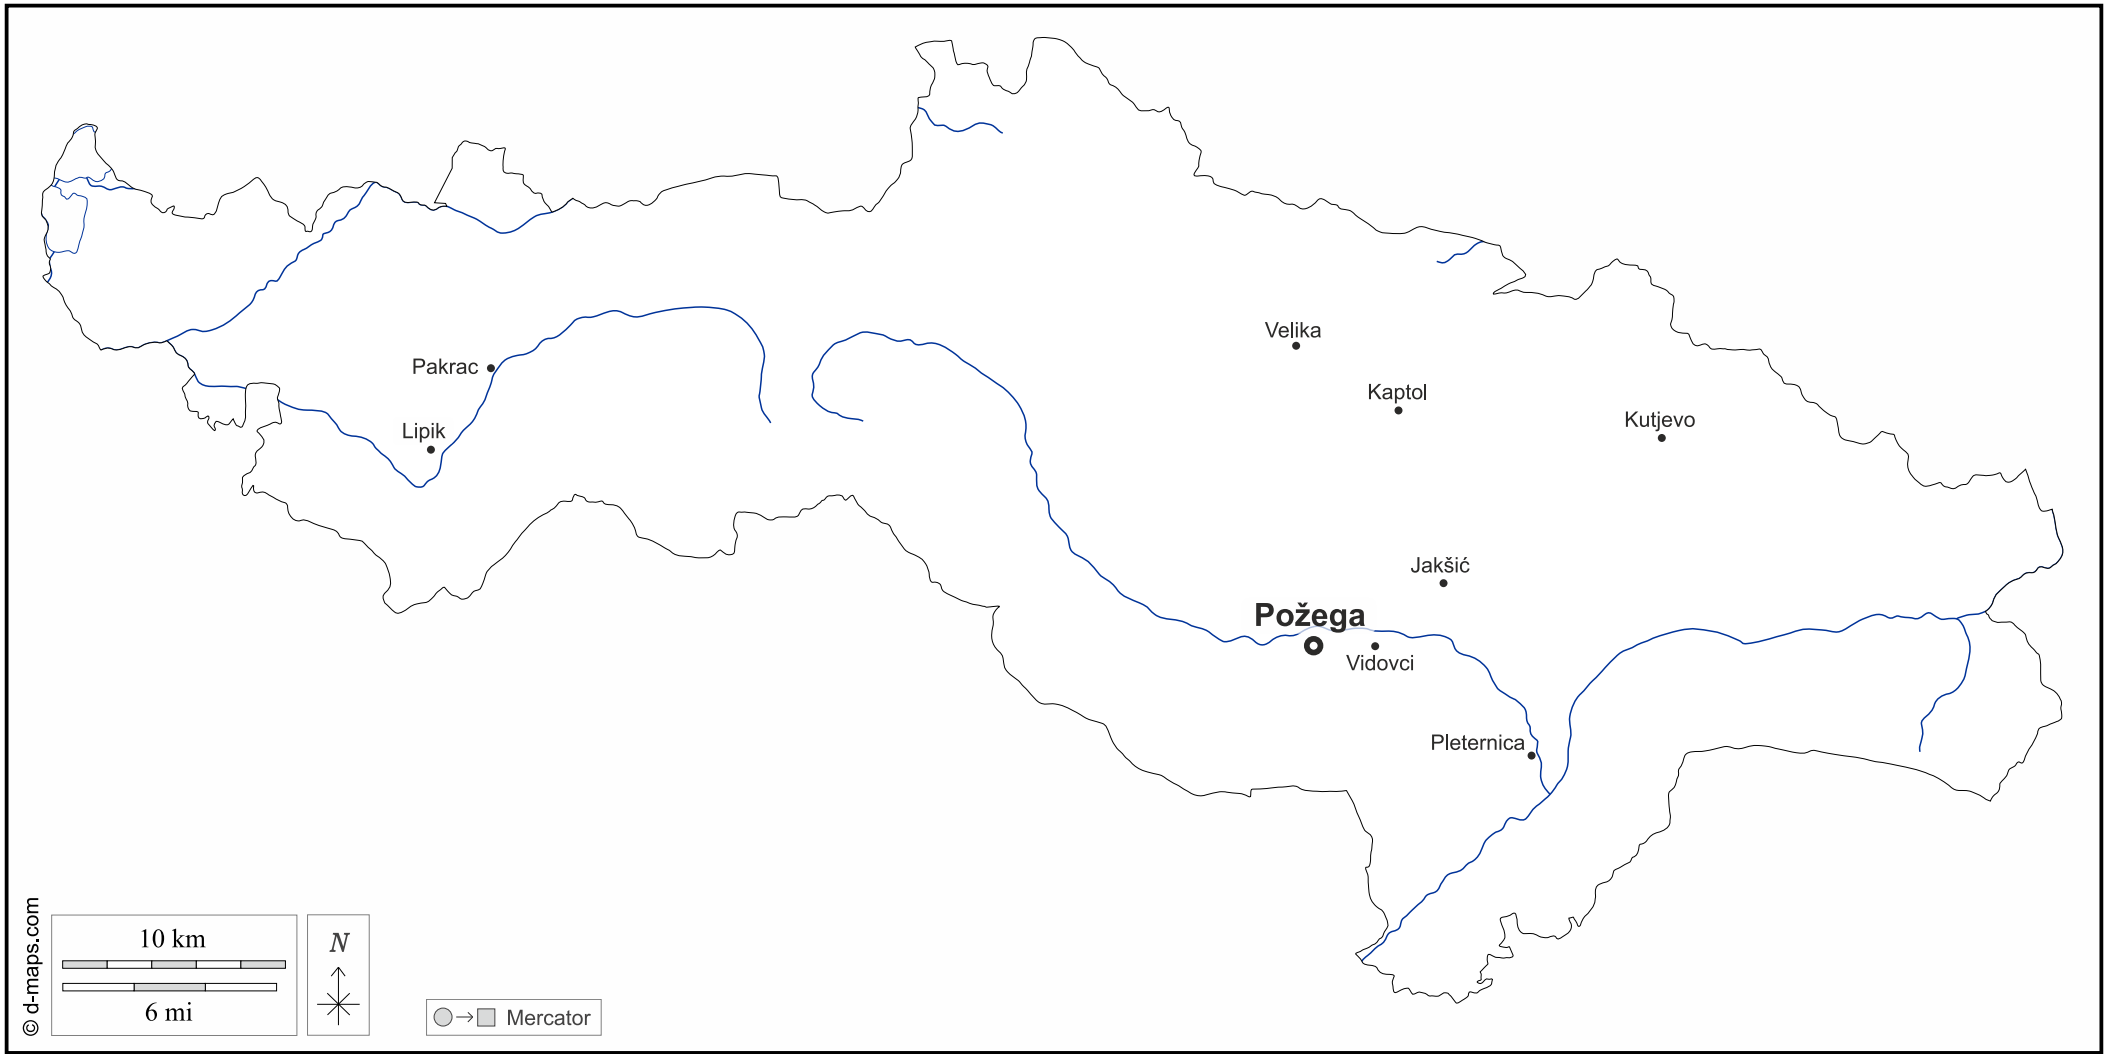 Velika
Pakrac
Kaptol
Kutjevo
Lipik
Jakšić
Požega
Vidovci
Pleternica
© d-maps.com
10 km
6 mi
N
Mercator